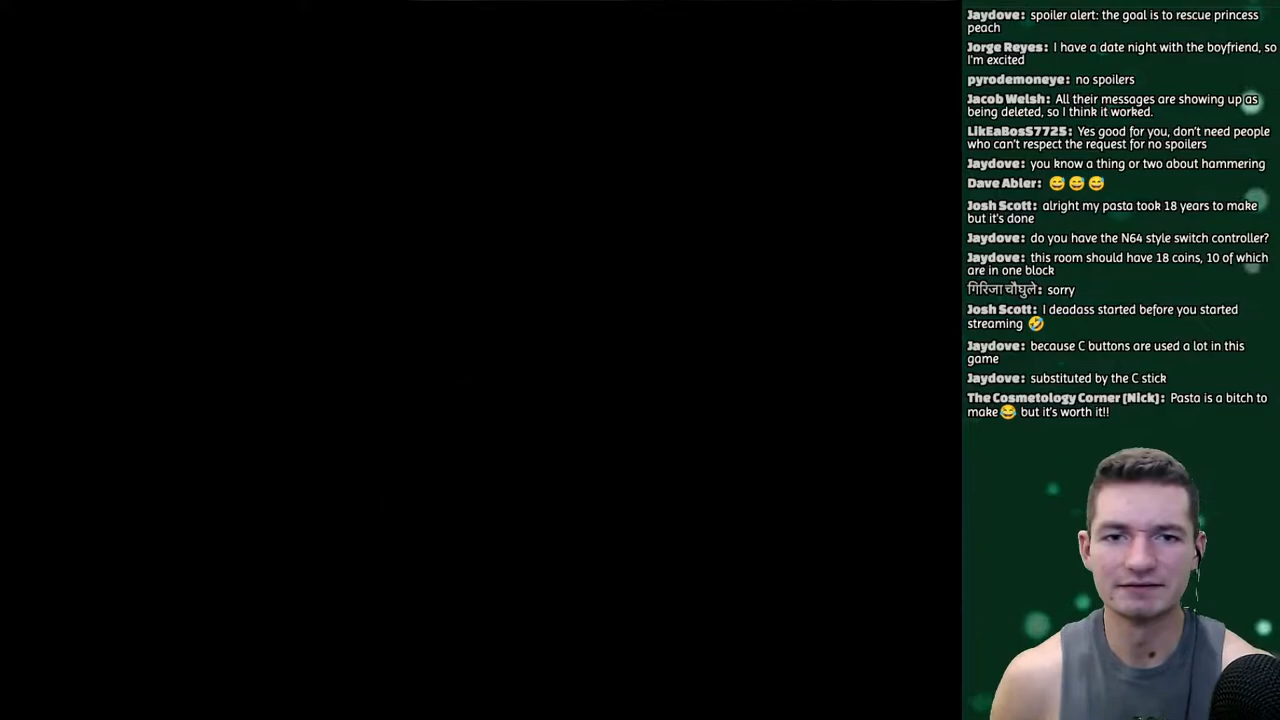 Jaydove: spoiler alert: the goal is to rescue princess
peach
Jorge Reyes: I have a date night with the boyfriend, so
I'm excited
pyrodemoneye: no spoilers
Jacob Welsh: All their messages are showing up as
being deleted, so I think it worked.
LikEaBosS7725: Yes good for you, don't need people
who can't respect the request for no spoilers
Jaydove: you know a thing or two about hammering
Dave Abler: 😅 😅 😅
Josh Scott: alright my pasta took 18 years to make
but it's done
Jaydove: do you have the N64 style switch controller?
Jaydove: this room should have 18 coins, 10 of which
are in one block
गिरिजा चौघुले: sorry
Josh Scott: I deadass started before you started
streaming 🤣
Jaydove: because C buttons are used a lot in this
game
Jaydove: substituted by the C stick
The Cosmetology Corner (Nick): Pasta is a bitch to
make😂 but it's worth it!!